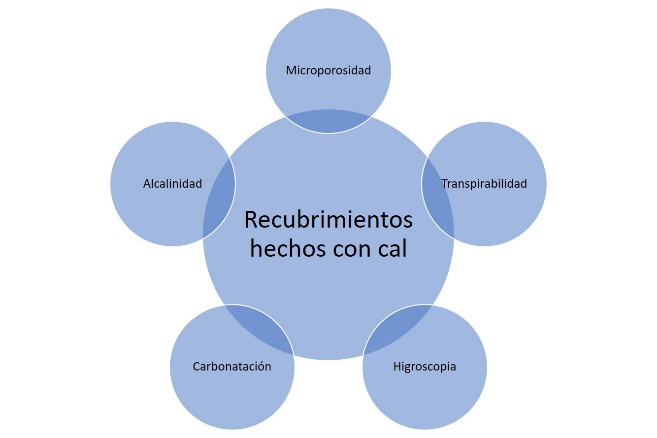 Microporosidad
Alcalinidad
Transpirabilidad
Recubrimientos
hechos con cal
Carbonatación
Higroscopia